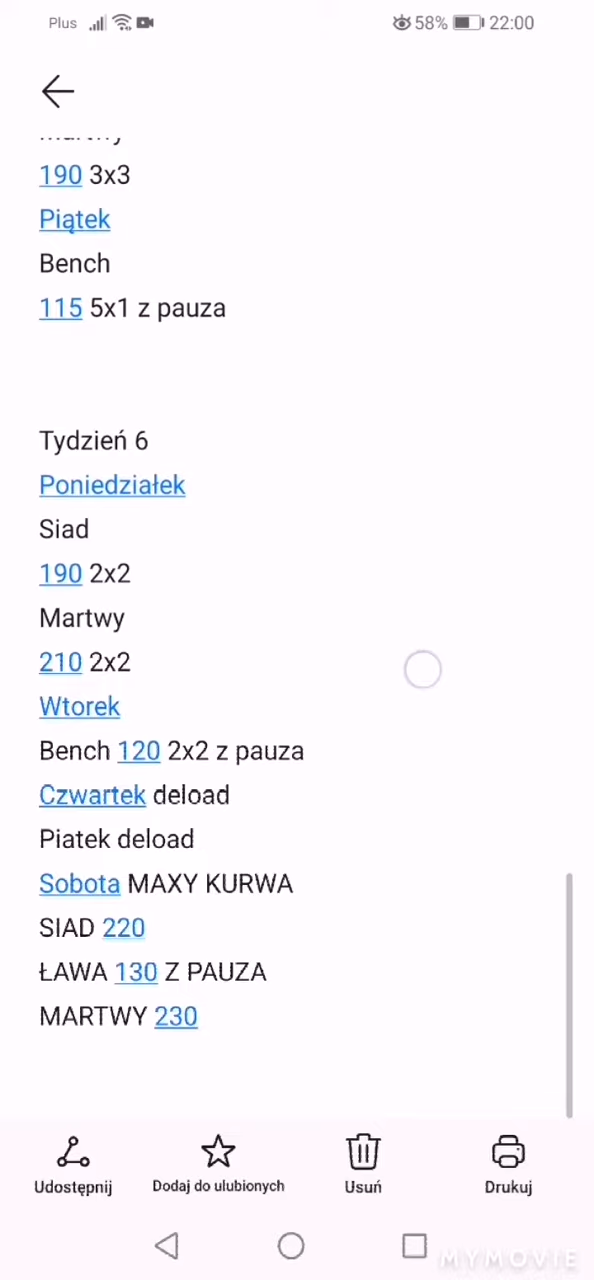 Plus 58% 22:00
Martwy
190 3x3
Piątek
Bench
115 5x1 z pauza
Tydzień 6
Poniedziałek
Siad
190 2x2
Martwy
210 2x2
Wtorek
Bench 120 2x2 z pauza
Czwartek deload
Piatek deload
Sobota MAXY KURWA
SIAD 220
ŁAWA 130 Z PAUZA
MARTWY 230
Udostępnij Dodaj do ulubionych Usuń Drukuj
MYMOVIE